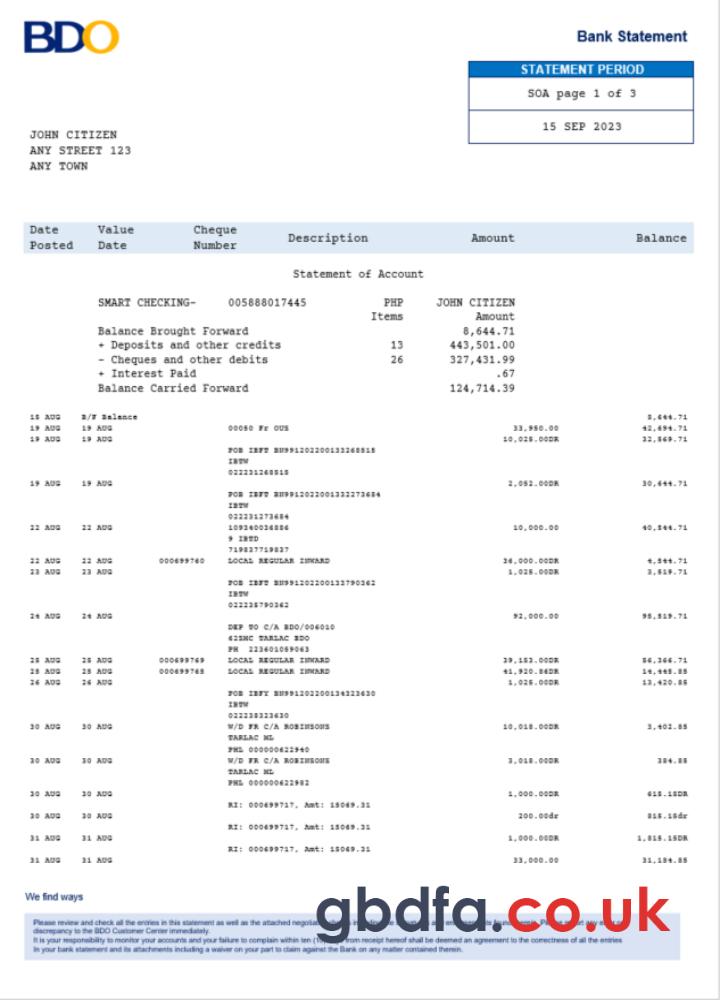 BDO
Bank Statement
STATEMENT PERIOD
SOA page 1 of 3
15 SEP 2023
JOHN CITIZEN
ANY STREET 123
ANY TOWN
Date Posted Value Date Cheque Number Description Amount Balance
Statement of Account
SMART CHECKING- 005888017445 PHP JOHN CITIZEN
Items Amount
Balance Brought Forward 8,644.71
+ Deposits and other credits 13 443,501.00
- Cheques and other debits 26 327,431.99
+ Interest Paid .67
Balance Carried Forward 124,714.39
15 AUG B/F Balance 8,644.71
19 AUG 19 AUG 00050 Fr OUS 33,950.00 42,694.71
19 AUG 19 AUG 10,025.00DR 32,569.71
POB IBFT
IBTW
19 AUG 19 AUG 2,052.00DR 30,644.71
POB IBFT
IBTW
022231273684
22 AUG 22 AUG 10,000.00 40,544.71
9 IBTD
719837719837
22 AUG 22 AUG 000699760 LOCAL REGULAR INWARD 36,000.00DR 4,544.71
23 AUG 23 AUG 1,025.00DR 3,519.71
POB IBFT
IBTW
24 AUG 24 AUG 92,000.00 95,519.71
DEP TO C/A BDO/006010
TARLAC BDO
PH 223601059063
25 AUG 25 AUG 000699769 LOCAL REGULAR INWARD 39,153.00DR 56,366.71
25 AUG 25 AUG 000699765 LOCAL REGULAR INWARD 41,920.86DR 14,445.85
26 AUG 26 AUG 1,025.00DR 13,420.85
IBTW
30 AUG 30 AUG W/D FR C/A ROBINSONS 10,018.00DR 3,402.85
TARLAC ML
PHL 000000622940
30 AUG 30 AUG W/D FR C/A ROBINSONS 3,018.00DR 384.85
TARLAC ML
PHL 000000622982
30 AUG 30 AUG 1,000.00DR 615.15DR
RI: 000699717, Amt: 15069.31
30 AUG 30 AUG 200.00dr 815.15dr
RI: 000699717, Amt: 15069.31
31 AUG 31 AUG 1,000.00DR 1,815.15DR
RI: 000699717, Amt: 15069.31
31 AUG 31 AUG 33,000.00 31,184.85
We find ways
gbdfa.co.uk
Please review and check all the entries in this statement as well as the attached
discrepancy to the BDO Customer Center immediately.
It is your responsibility to monitor your accounts and your failure to complain within ten from receipt hereof shall be deemed an agreement to the correctness of all the entries
In your bank statement and its attachments including a waiver on your part to claim against the Bank on any matter contained therein.